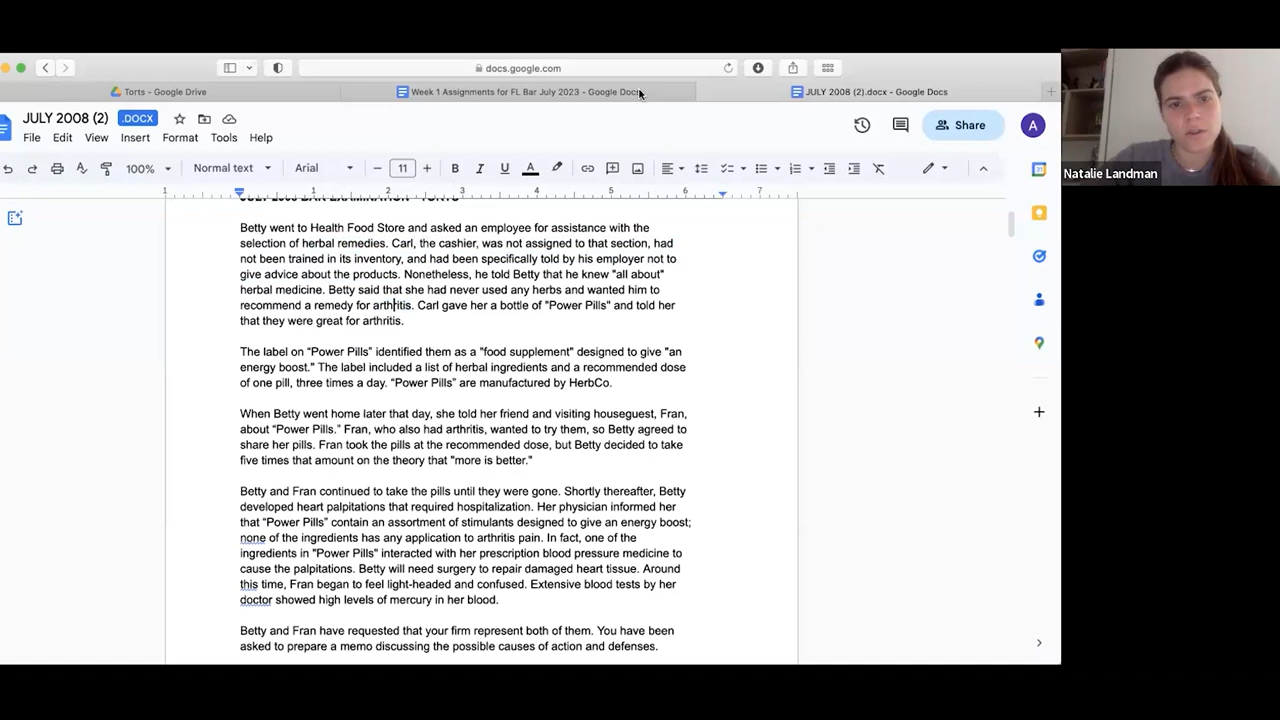 docs.google.com
Torts – Google Drive
Week 1 Assignments for FL Bar July 2023 - Google Docs
JULY 2008 (2).docx - Google Docs
JULY 2008 (2) .DOCX
Share
A
File Edit View Insert Format Tools Help
100% Normal text Arial 11 B I U A
1 1 2 3 4 5 6 7
JULY 2008 BAR EXAMINATION - TORTS
Betty went to Health Food Store and asked an employee for assistance with the
selection of herbal remedies. Carl, the cashier, was not assigned to that section, had
not been trained in its inventory, and had been specifically told by his employer not to
give advice about the products. Nonetheless, he told Betty that he knew "all about"
herbal medicine. Betty said that she had never used any herbs and wanted him to
recommend a remedy for arthritis. Carl gave her a bottle of "Power Pills" and told her
that they were great for arthritis.
The label on “Power Pills” identified them as a "food supplement" designed to give "an
energy boost." The label included a list of herbal ingredients and a recommended dose
of one pill, three times a day. “Power Pills” are manufactured by HerbCo.
When Betty went home later that day, she told her friend and visiting houseguest, Fran,
about “Power Pills.” Fran, who also had arthritis, wanted to try them, so Betty agreed to
share her pills. Fran took the pills at the recommended dose, but Betty decided to take
five times that amount on the theory that "more is better."
Betty and Fran continued to take the pills until they were gone. Shortly thereafter, Betty
developed heart palpitations that required hospitalization. Her physician informed her
that “Power Pills” contain an assortment of stimulants designed to give an energy boost;
none of the ingredients has any application to arthritis pain. In fact, one of the
ingredients in "Power Pills" interacted with her prescription blood pressure medicine to
cause the palpitations. Betty will need surgery to repair damaged heart tissue. Around
this time, Fran began to feel light-headed and confused. Extensive blood tests by her
doctor showed high levels of mercury in her blood.
Betty and Fran have requested that your firm represent both of them. You have been
asked to prepare a memo discussing the possible causes of action and defenses.
Natalie Landman